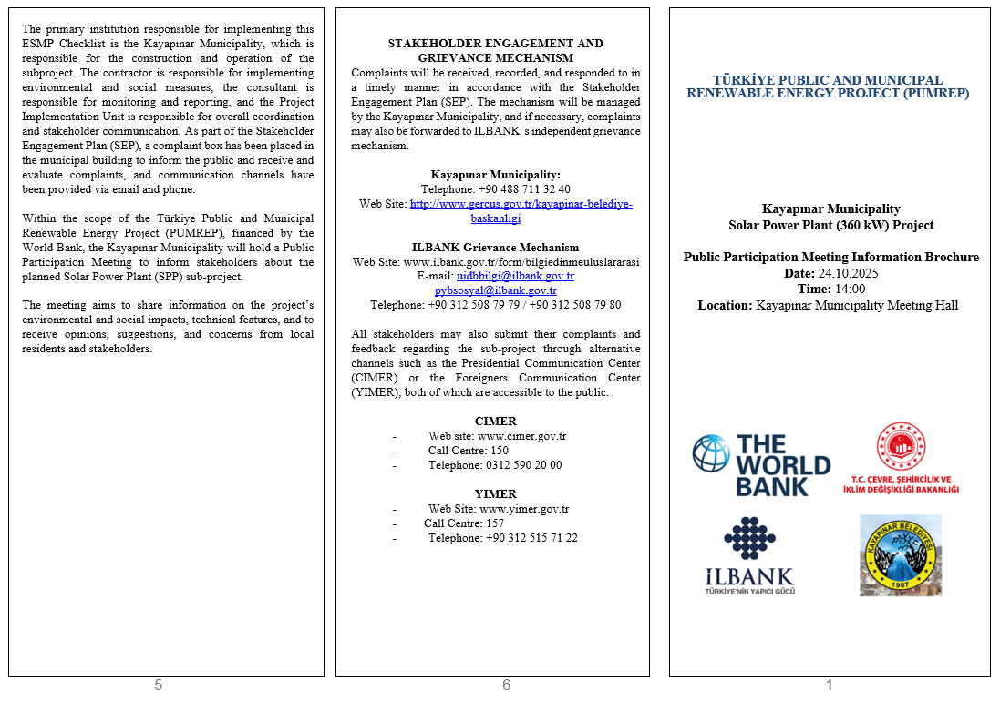 The primary institution responsible for implementing this
ESMP Checklist is the Kayapınar Municipality, which is
responsible for the construction and operation of the
subproject. The contractor is responsible for implementing
environmental and social measures, the consultant is
responsible for monitoring and reporting, and the Project
Implementation Unit is responsible for overall coordination
and stakeholder communication. As part of the Stakeholder
Engagement Plan (SEP), a complaint box has been placed in
the municipal building to inform the public and receive and
evaluate complaints, and communication channels have
been provided via email and phone.
Within the scope of the Türkiye Public and Municipal
Renewable Energy Project (PUMREP), financed by the
World Bank, the Kayapınar Municipality will hold a Public
Participation Meeting to inform stakeholders about the
planned Solar Power Plant (SPP) sub-project.
The meeting aims to share information on the project's
environmental and social impacts, technical features, and to
receive opinions, suggestions, and concerns from local
residents and stakeholders.
5
STAKEHOLDER ENGAGEMENT AND
GRIEVANCE MECHANISM
Complaints will be received, recorded, and responded to in
a timely manner in accordance with the Stakeholder
Engagement Plan (SEP). The mechanism will be managed
by the Kayapınar Municipality, and if necessary, complaints
may also be forwarded to ILBANK' s independent grievance
mechanism.
Kayapınar Municipality:
Telephone: +90 488 711 32 40
Web Site: http://www.gercus.gov.tr/kayapinar-belediye-
baskanligi
ILBANK Grievance Mechanism
Web Site: www.ilbank.gov.tr/form/bilgiedinmeuluslararasi
E-mail: uidbbilgi@ilbank.gov.tr
pybsosyal@ilbank.gov.tr
Telephone: +90 312 508 79 79 / +90 312 508 79 80
All stakeholders may also submit their complaints and
feedback regarding the sub-project through alternative
channels such as the Presidential Communication Center
(CIMER) or the Foreigners Communication Center
(YIMER), both of which are accessible to the public.
CIMER
- Web site: www.cimer.gov.tr
- Call Centre: 150
- Telephone: 0312 590 20 00
YIMER
- Web Site: www.yimer.gov.tr
- Call Centre: 157
- Telephone: +90 312 515 71 22
6
TÜRKİYE PUBLIC AND MUNICIPAL
RENEWABLE ENERGY PROJECT (PUMREP)
Kayapınar Municipality
Solar Power Plant (360 kW) Project
Public Participation Meeting Information Brochure
Date: 24.10.2025
Time: 14:00
Location: Kayapınar Municipality Meeting Hall
THE
WORLD
BANK
T.C. ÇEVRE, ŞEHİRCİLİK VE
İKLİM DEĞİŞİKLİĞİ BAKANLIĞI
iLBANK
TÜRKİYE'NİN YAPICI GÜCÜ
KAYAPINAR BELEDİYESİ
1987
1